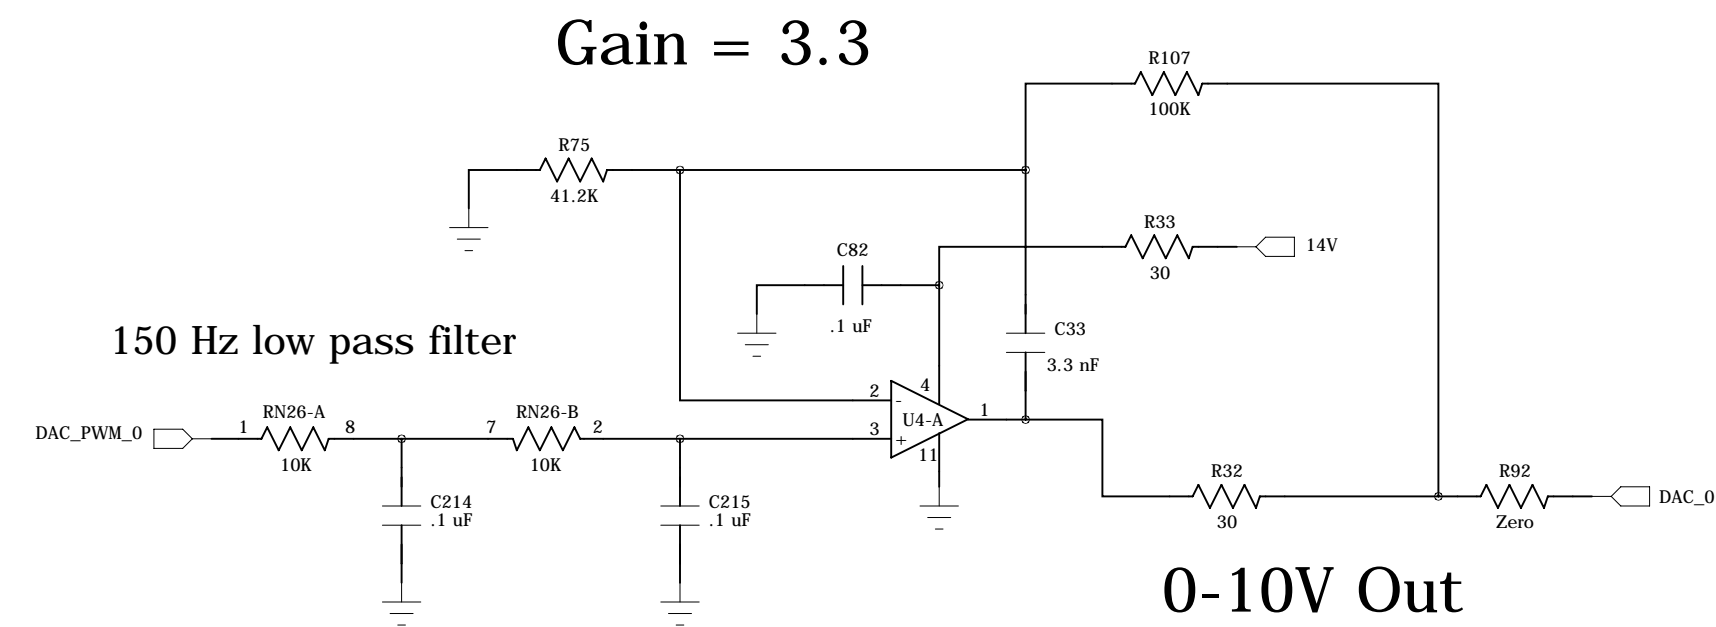 Gain = 3.3
R107
100K
R75
41.2K
R33
30
14V
C82
.1 uF
C33
3.3 nF
150 Hz low pass filter
DAC_PWM_0
1
RN26-A
8
10K
7
RN26-B
2
10K
2
3
4
-
U4-A
+
11
1
C214
.1 uF
C215
.1 uF
R32
30
R92
Zero
DAC_0
0-10V Out